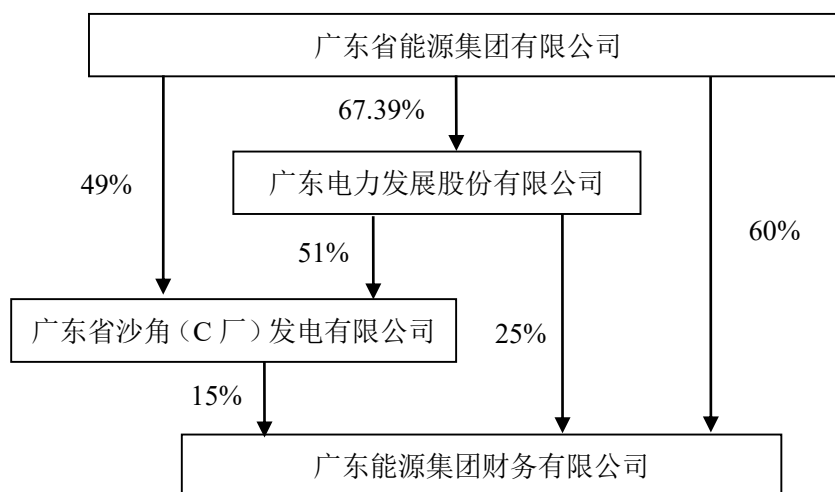 广东省能源集团有限公司
67.39%
49%
广东电力发展股份有限公司
60%
51%
广东省沙角（C 厂）发电有限公司
25%
15%
广东能源集团财务有限公司